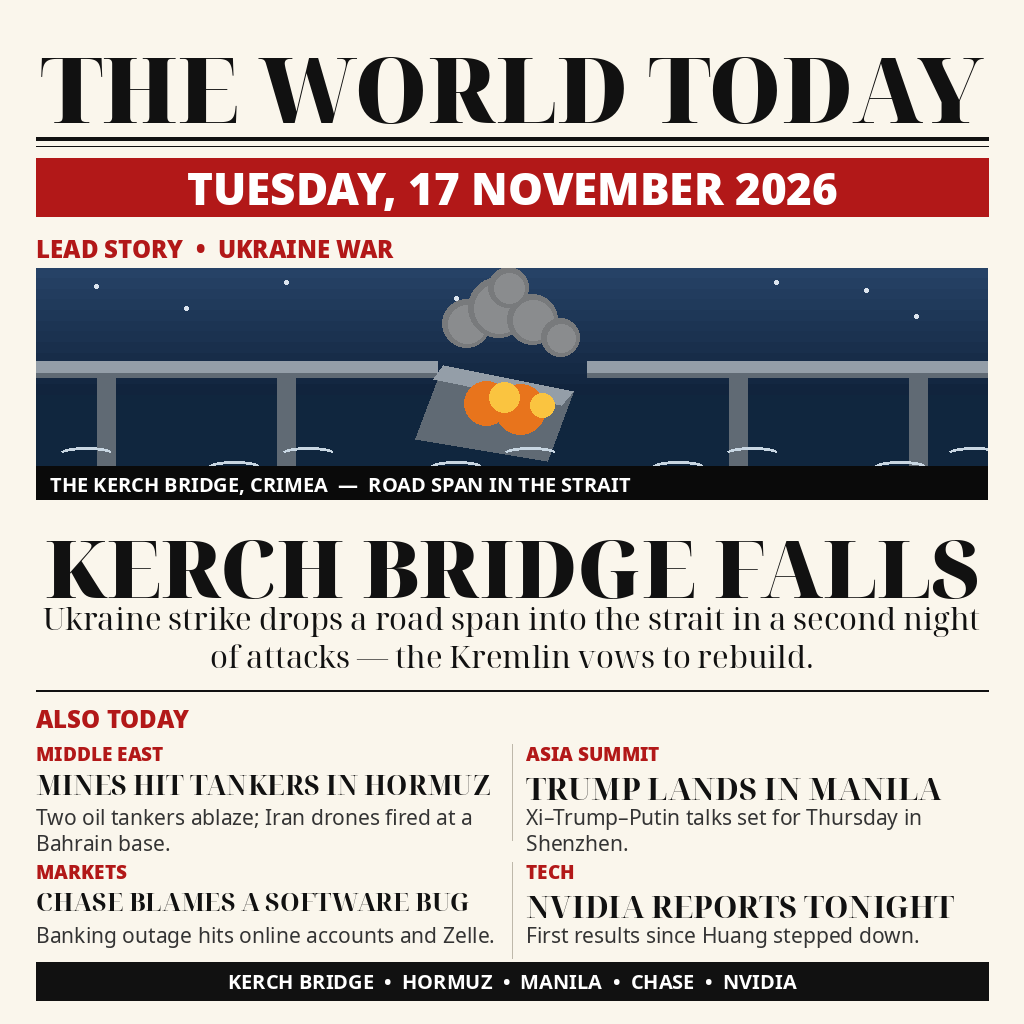 THE WORLD TODAY
TUESDAY, 17 NOVEMBER 2026
LEAD STORY • UKRAINE WAR
THE KERCH BRIDGE, CRIMEA — ROAD SPAN IN THE STRAIT
KERCH BRIDGE FALLS
Ukraine strike drops a road span into the strait in a second night
of attacks — the Kremlin vows to rebuild.
ALSO TODAY
MIDDLE EAST
MINES HIT TANKERS IN HORMUZ
Two oil tankers ablaze; Iran drones fired at a
Bahrain base.
ASIA SUMMIT
TRUMP LANDS IN MANILA
Xi–Trump–Putin talks set for Thursday in
Shenzhen.
MARKETS
CHASE BLAMES A SOFTWARE BUG
Banking outage hits online accounts and Zelle.
TECH
NVIDIA REPORTS TONIGHT
First results since Huang stepped down.
KERCH BRIDGE • HORMUZ • MANILA • CHASE • NVIDIA